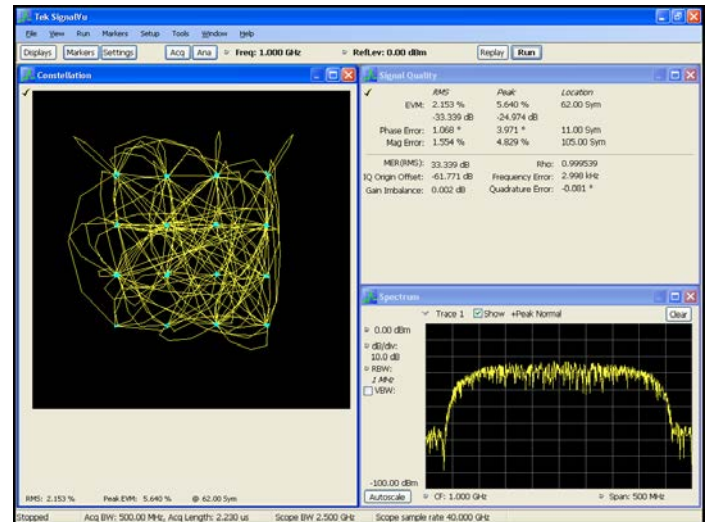 Tek SignalVu
File View Run Markers Setup Tools Window Help
Displays Markers Settings Acq Ana Freq: 1.000 GHz RefLev: 0.00 dBm Replay Run
Constellation
RMS: 2.153 % Peak EVM: 5.640 % @ 62.00 Sym
Signal Quality
RMS Peak Location
EVM: 2.153 % 5.640 % 62.00 Sym
-33.339 dB -24.974 dB
Phase Error: 1.068 ° 3.971 ° 11.00 Sym
Mag Error: 1.554 % 4.829 % 105.00 Sym
MER(RMS): 33.339 dB Rho: 0.999539
IQ Origin Offset: -61.771 dB Frequency Error: 2.998 kHz
Gain Imbalance: 0.002 dB Quadrature Error: -0.081 °
Spectrum
Trace 1 Show +Peak Normal Clear
0.00 dBm
dB/div:
10.0 dB
RBW:
1 MHz
VBW:
-100.00 dBm
Autoscale CF: 1.000 GHz Span: 500 MHz
Stopped Acq BW: 500.00 MHz, Acq Length: 2.230 us Scope BW 2.500 GHz Scope sample rate 40.000 GHz